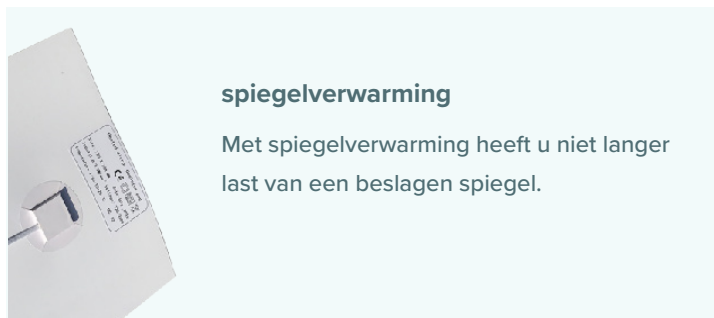 spiegelverwarming
Met spiegelverwarming heeft u niet langer
last van een beslagen spiegel.